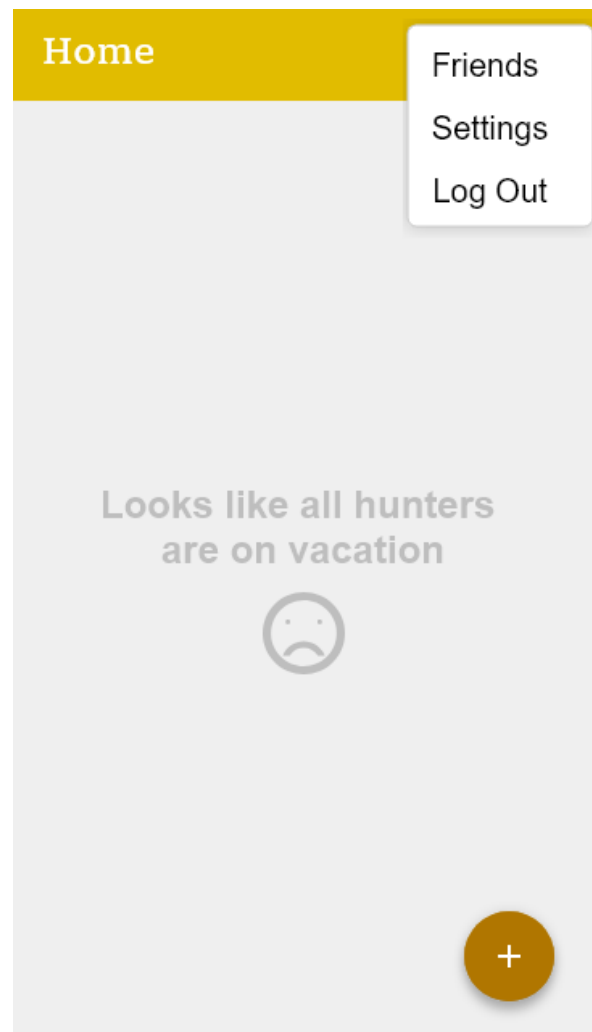 Home
Friends
Settings
Log Out
Looks like all hunters
are on vacation
+